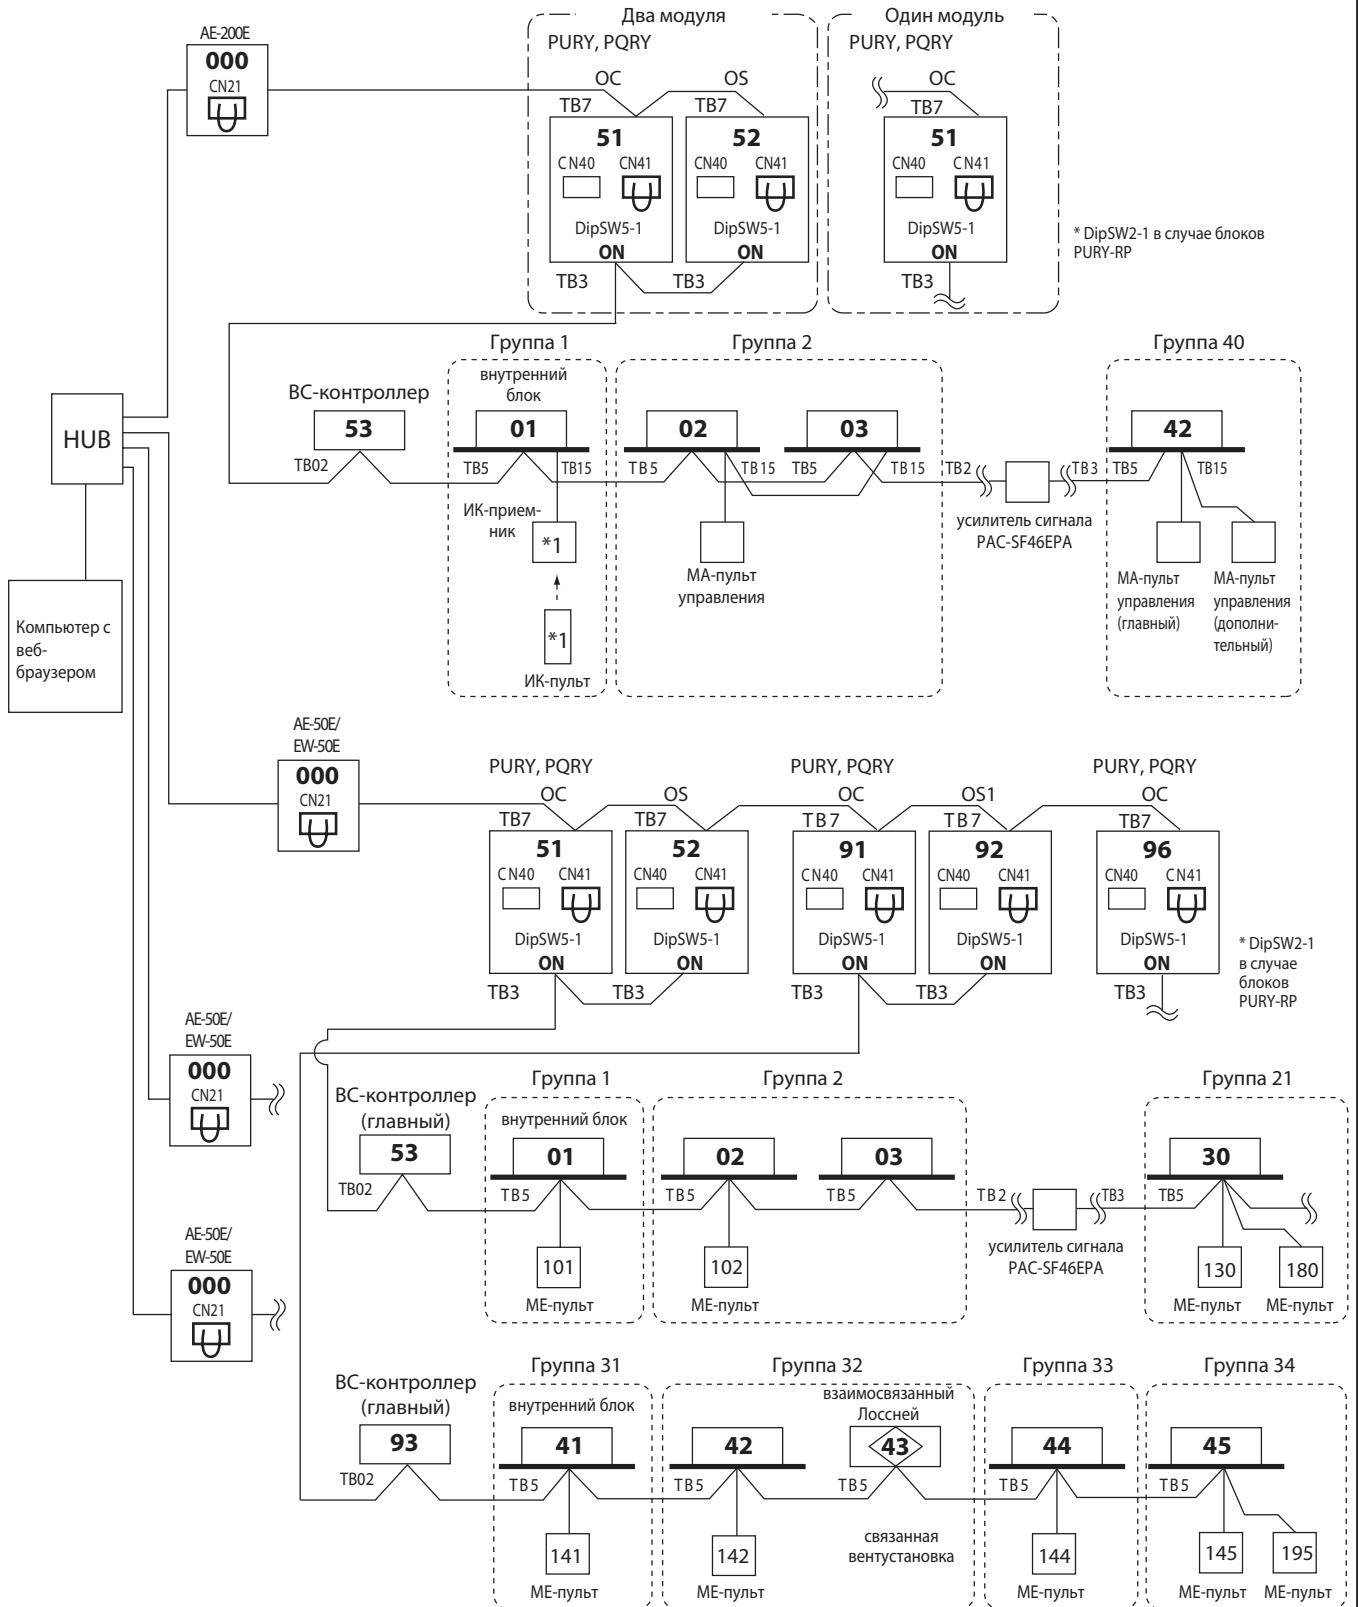 Два модуля
Один модуль
AE-200E
000
CN21
PURY, PQRY
PURY, PQRY
OC
OS
OC
TB7
TB7
TB7
51
52
51
CN40
CN41
CN40
CN41
CN40
CN41
DipSW5-1
DipSW5-1
DipSW5-1
ON
ON
ON
TB3
TB3
TB3
* DipSW2-1 в случае блоков
PURY-RP
Группа 1
Группа 2
Группа 40
внутренний
блок
BC-контроллер
53
01
02
03
42
HUB
TB02
TB5
TB15
TB5
TB15
TB5
TB15
TB2
TB3
TB5
TB15
ИК-прием-
ник
*1
усилитель сигнала
PAC-SF46EPA
МА-пульт
управления
МА-пульт
управления
(главный)
МА-пульт
управления
(дополни-
тельный)
*1
ИК-пульт
Компьютер с
веб-
браузером
AE-50E/
EW-50E
000
CN21
PURY, PQRY
PURY, PQRY
PURY, PQRY
OC
OS
OC
OS1
OC
TB7
TB7
TB7
TB7
TB7
51
52
91
92
96
CN40
CN41
CN40
CN41
CN40
CN41
CN40
CN41
CN40
CN41
DipSW5-1
DipSW5-1
DipSW5-1
DipSW5-1
DipSW5-1
ON
ON
ON
ON
ON
TB3
TB3
TB3
TB3
TB3
* DipSW2-1
в случае
блоков
PURY-RP
AE-50E/
EW-50E
000
CN21
Группа 1
Группа 2
Группа 21
BC-контроллер
(главный)
внутренний блок
53
01
02
03
30
TB02
TB5
TB5
TB5
TB2
TB3
TB5
усилитель сигнала
PAC-SF46EPA
101
102
130
180
МЕ-пульт
МЕ-пульт
МЕ-пульт
МЕ-пульт
AE-50E/
EW-50E
000
CN21
Группа 31
Группа 32
Группа 33
Группа 34
BC-контроллер
(главный)
внутренний блок
взаимосвязанный
Лоссней
93
41
42
43
44
45
TB02
TB5
TB5
TB5
TB5
TB5
связанная
вентустановка
141
142
144
145
195
МЕ-пульт
МЕ-пульт
МЕ-пульт
МЕ-пульт
МЕ-пульт